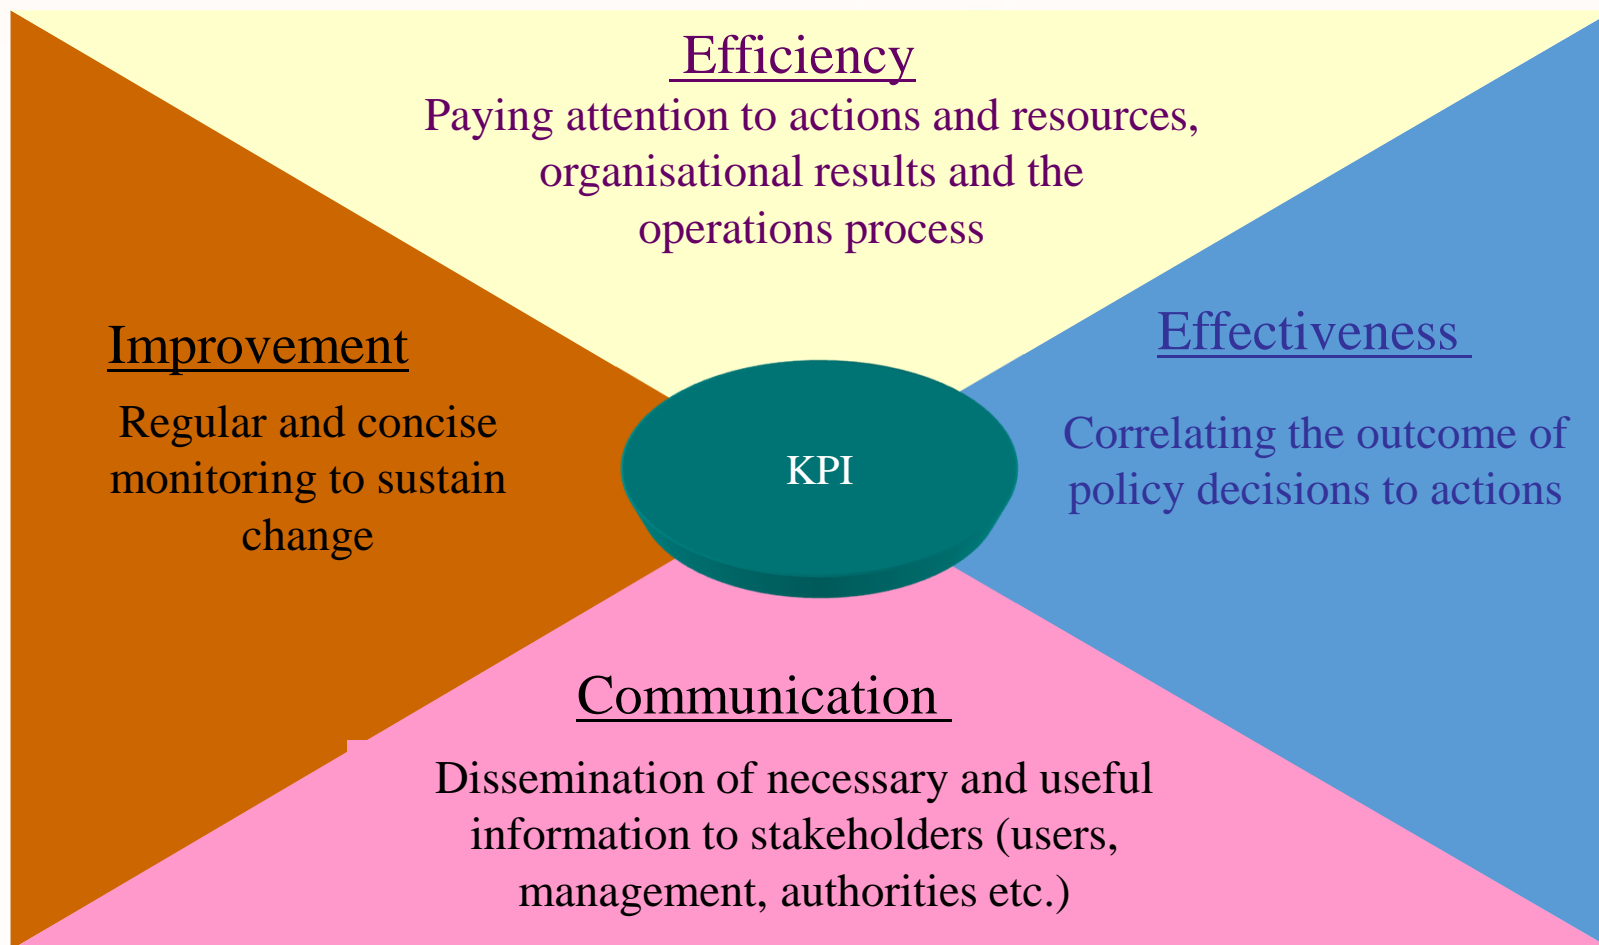 Efficiency
Paying attention to actions and resources,
organisational results and the
operations process
Improvement
Regular and concise
monitoring to sustain
change
KPI
Effectiveness
Correlating the outcome of
policy decisions to actions
Communication
Dissemination of necessary and useful
information to stakeholders (users,
management, authorities etc.)